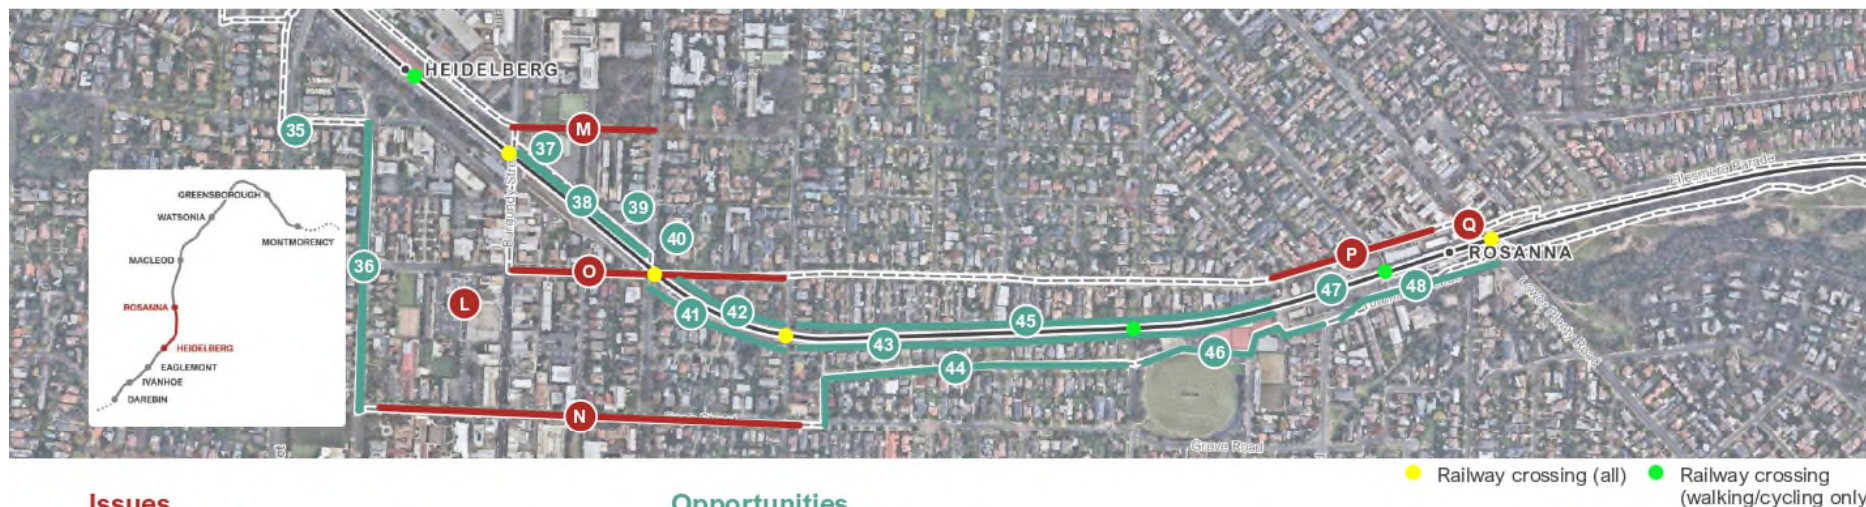 HEIDELBERG
M
35
37
38
39
40
36
O
L
41
42
43
44
45
46
47
48
P
Q
ROSANNA
N
Ellesmere Parade
Lower Plenty Road
Grove Road
GREENSBOROUGH
WATSONIA
MONTMORENCY
MACLEOD
ROSANNA
HEIDELBERG
EAGLEMONT
IVANHOE
DAREBIN
Railway crossing (all)
Railway crossing
(walking/cycling only
Issues
Opportunities